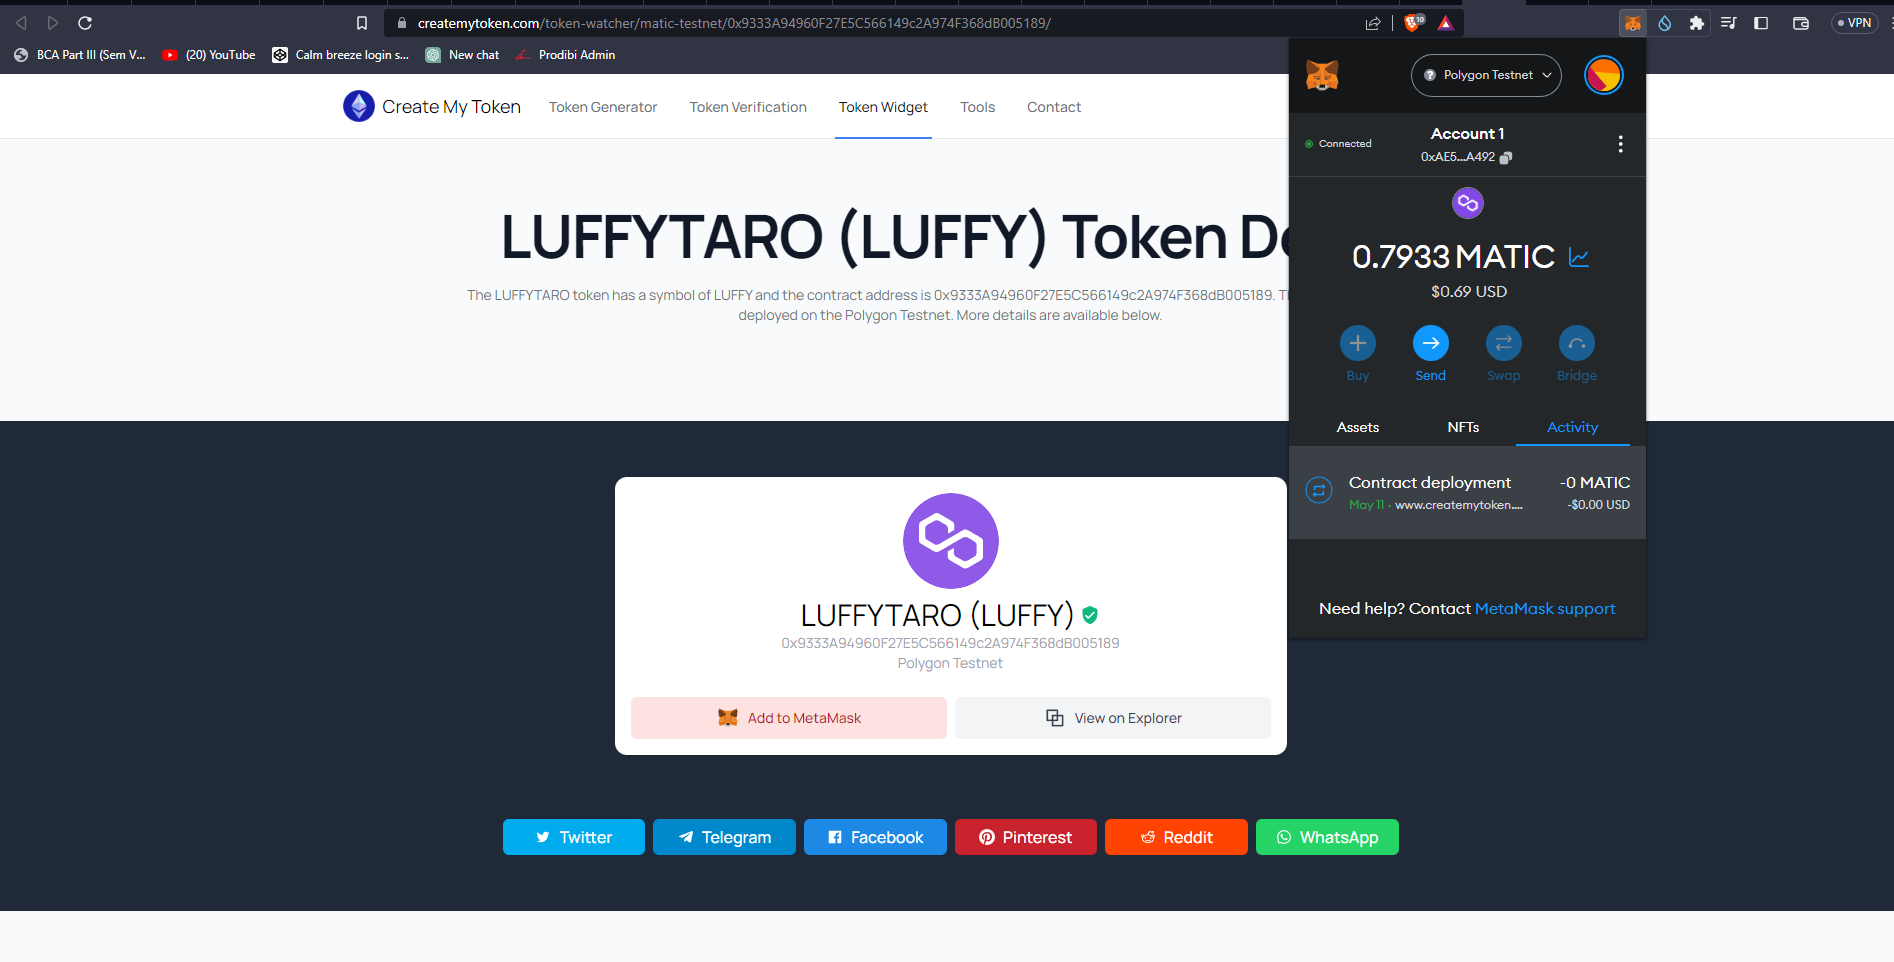 createmytoken.com/token-watcher/matic-testnet/0x9333A94960F27E5C566149c2A974F368dB005189/
10
VPN
BCA Part III (Sem V...
(20) YouTube
Calm breeze login s...
New chat
Prodibi Admin
Create My Token
Token Generator
Token Verification
Token Widget
Tools
Contact
LUFFYTARO (LUFFY) Token De
The LUFFYTARO token has a symbol of LUFFY and the contract address is 0x9333A94960F27E5C566149c2A974F368dB005189. T
deployed on the Polygon Testnet. More details are available below.
Polygon Testnet
Connected
Account 1
0xAE5...A492
0.7933 MATIC
$0.69 USD
Buy
Send
Swap
Bridge
Assets
NFTs
Activity
Contract deployment
-0 MATIC
May 11 - www.createmytoken....
-$0.00 USD
Need help? Contact MetaMask support
LUFFYTARO (LUFFY)
0x9333A94960F27E5C566149c2A974F368dB005189
Polygon Testnet
Add to MetaMask
View on Explorer
Twitter
Telegram
Facebook
Pinterest
Reddit
WhatsApp